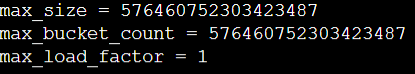 max_size = 576460752303423487
max_bucket_count = 576460752303423487
max_load_factor = 1